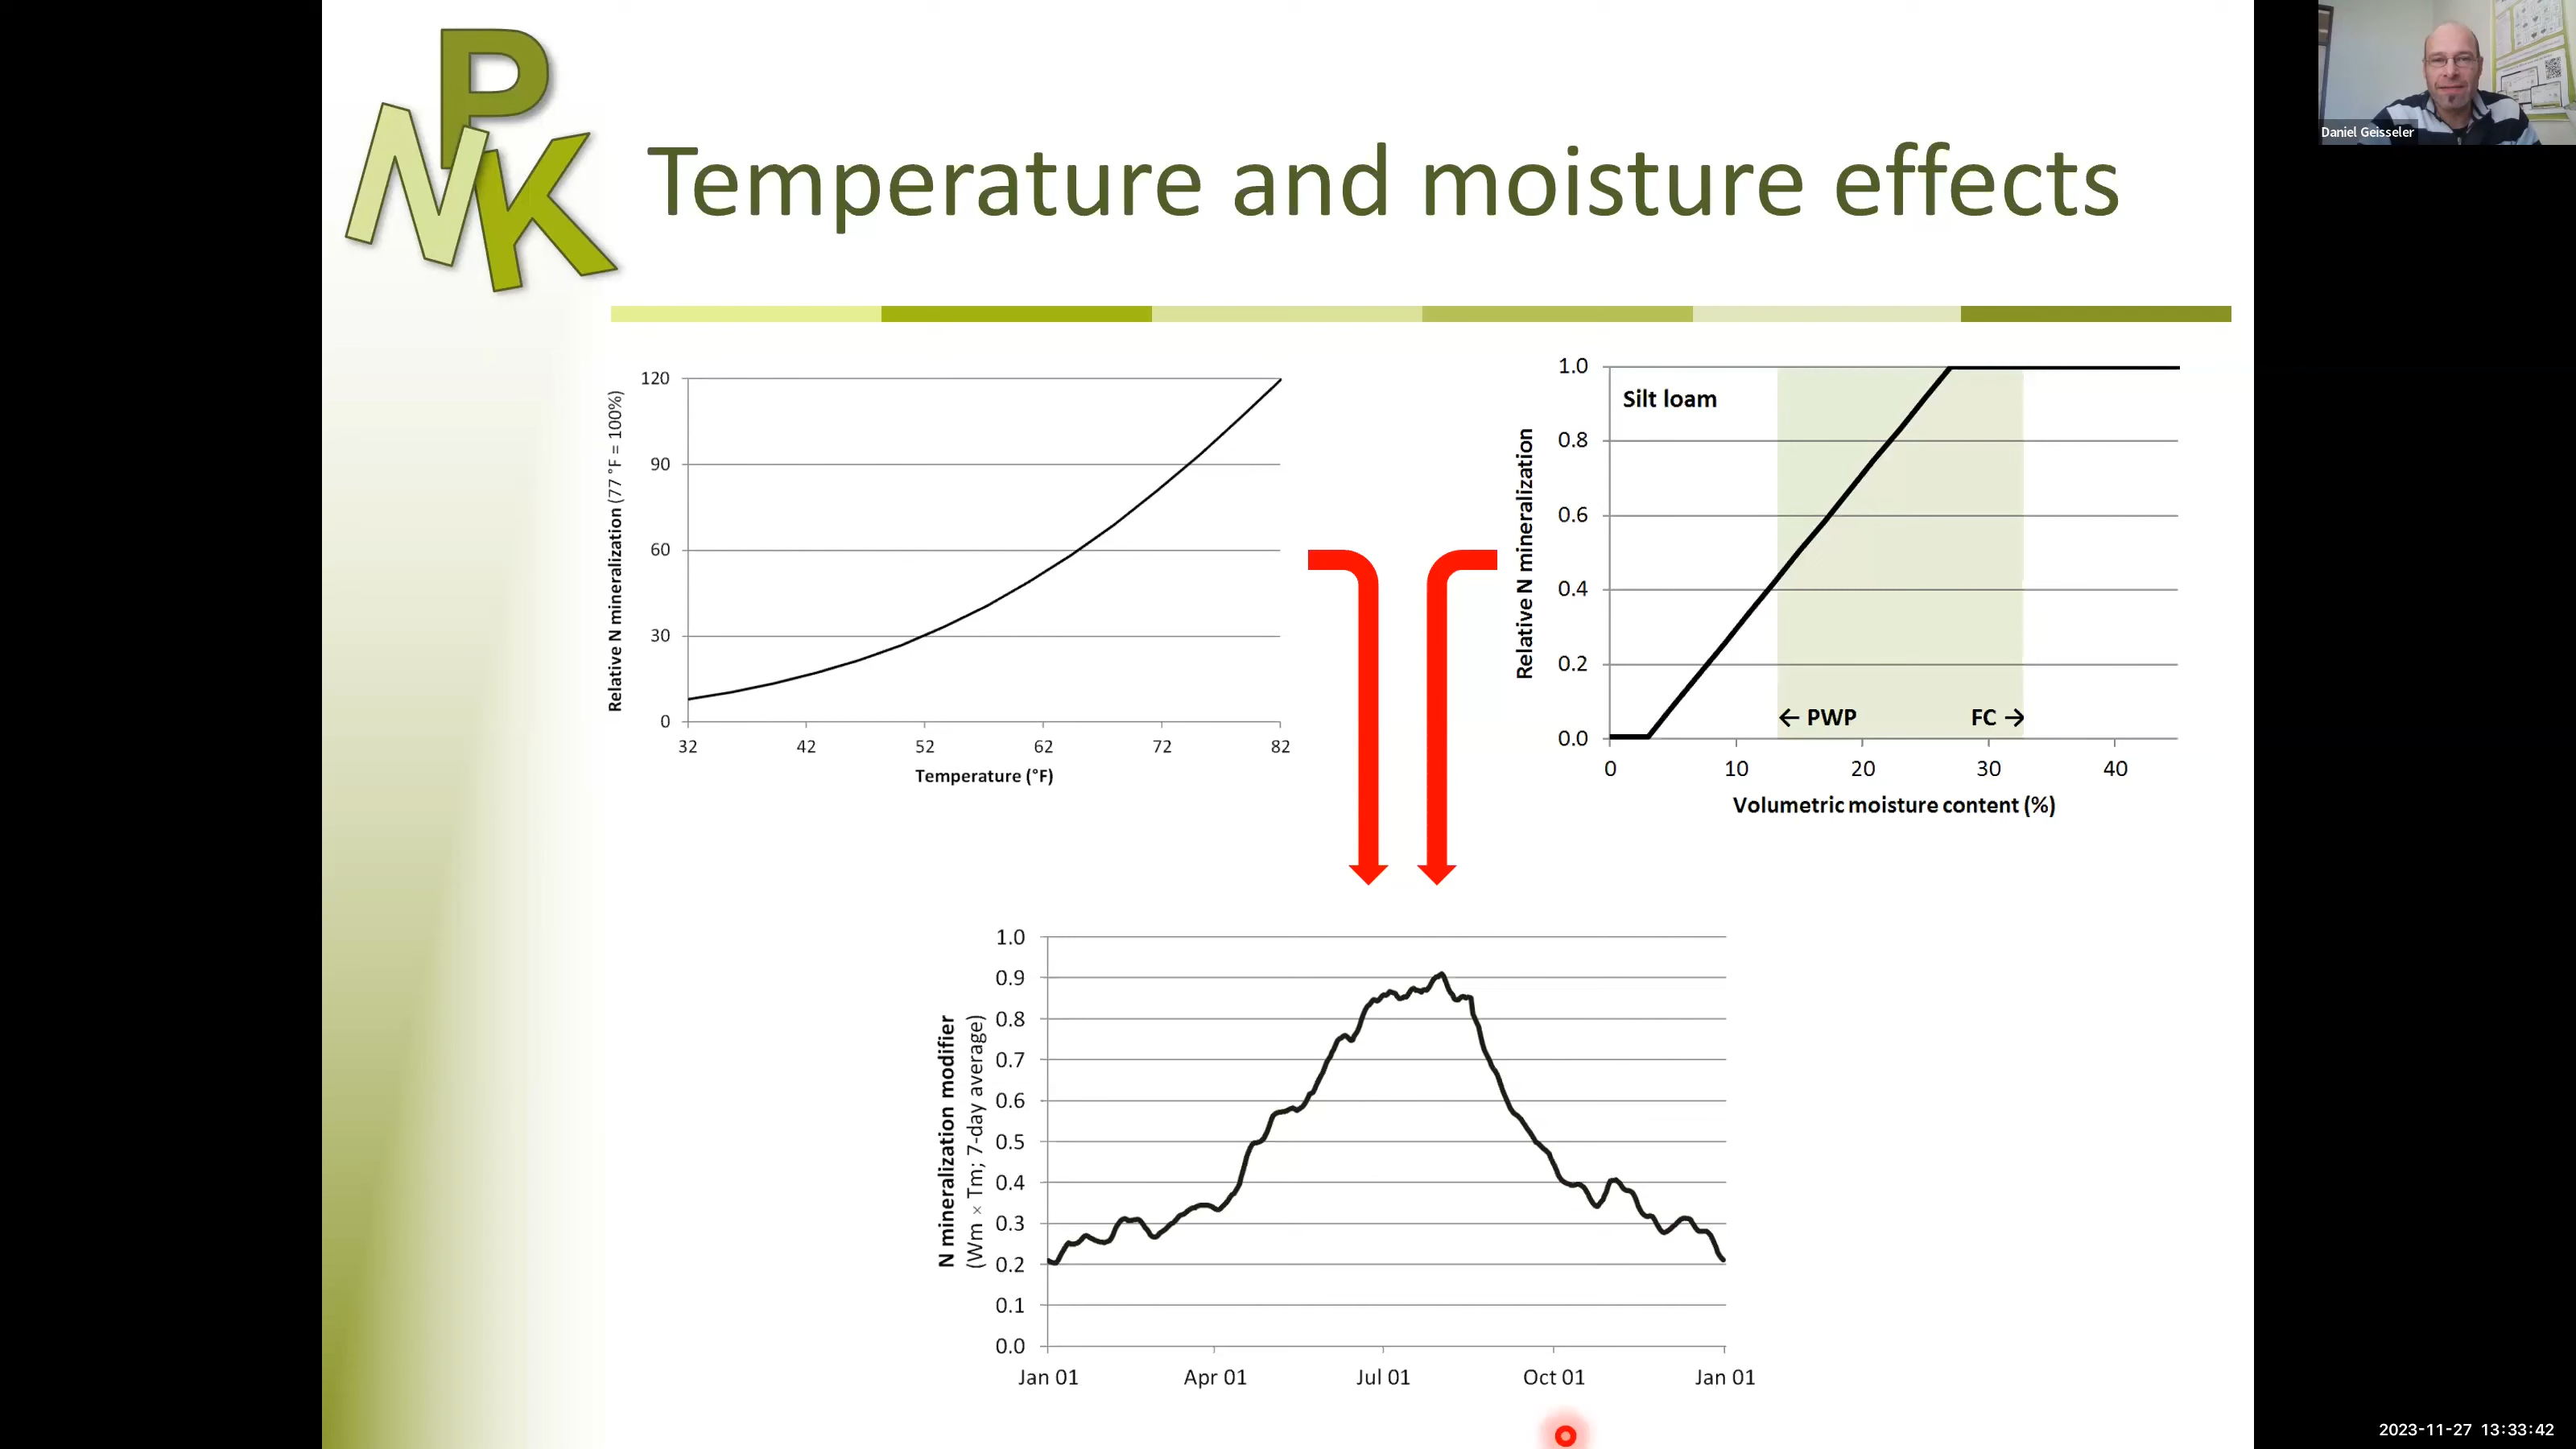 NPK
Temperature and moisture effects
Daniel Geisseler
Relative N mineralization (77 °F = 100%)
120
90
60
30
0
32 42 52 62 72 82
Temperature (°F)
Relative N mineralization
1.0
0.8
0.6
0.4
0.2
0.0
Silt loam
← PWP FC →
0 10 20 30 40
Volumetric moisture content (%)
N mineralization modifier
(Wm × Tm; 7-day average)
1.0
0.9
0.8
0.7
0.6
0.5
0.4
0.3
0.2
0.1
0.0
Jan 01 Apr 01 Jul 01 Oct 01 Jan 01
2023-11-27 13:33:42